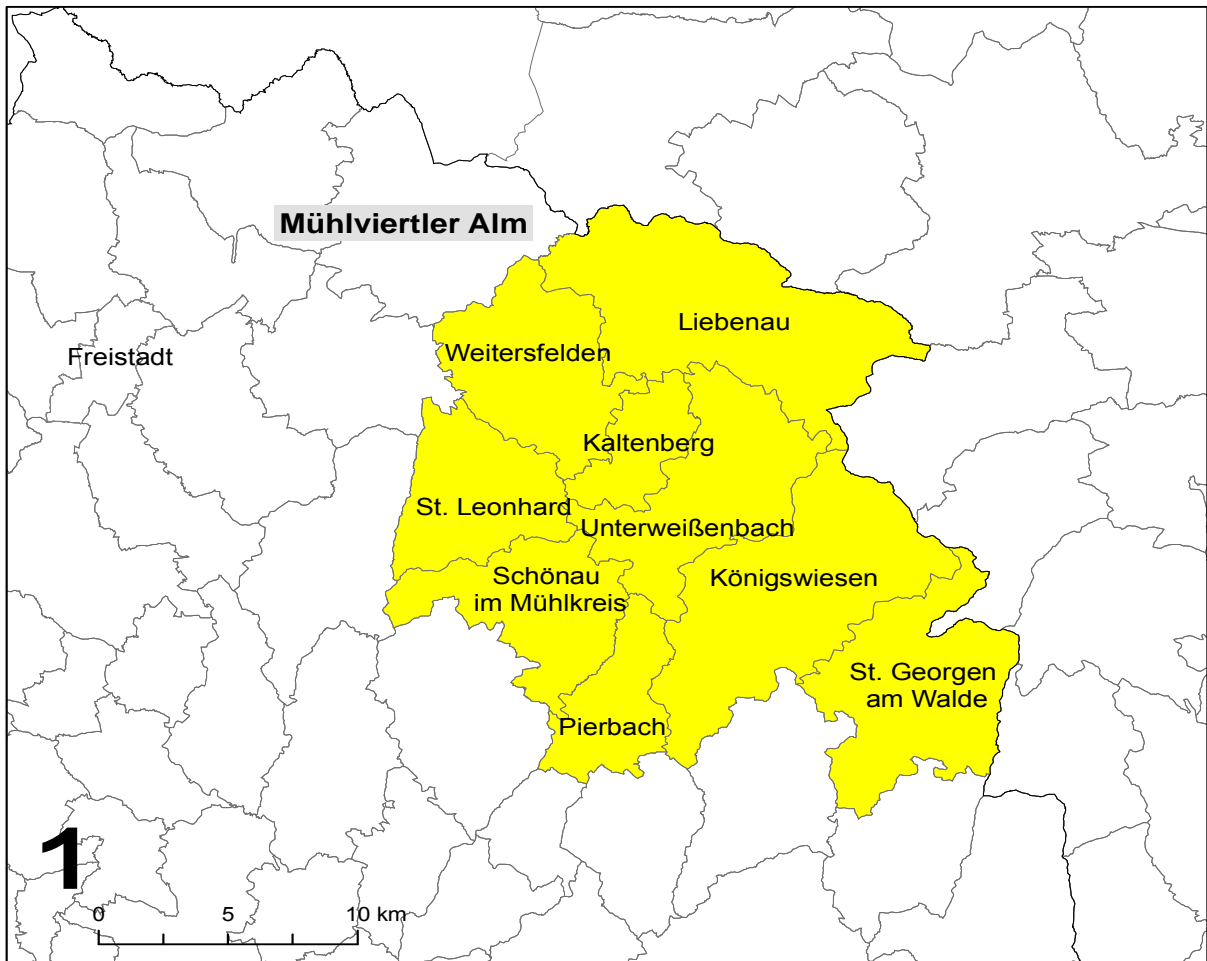 Mühlviertler Alm
Liebenau
Freistadt
Weitersfelden
Kaltenberg
St. Leonhard
Unterweißenbach
Schönau
im Mühlkreis
Königswiesen
St. Georgen
am Walde
Pierbach
1
0 5 10 km